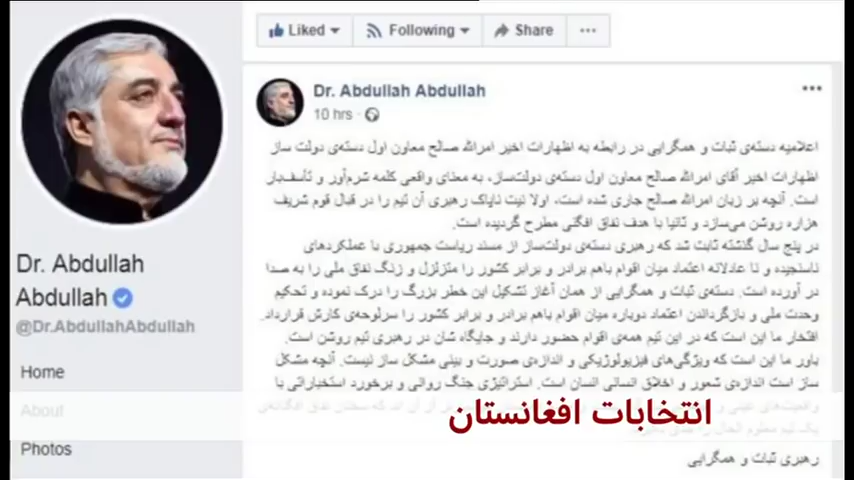 Liked
Following
Share
Dr. Abdullah Abdullah
10 hrs
اعلامیه دسته‌ی ثبات و همگرایی در رابطه به اظهارات اخیر امرالله صالح معاون اول دسته‌ی دولت ساز
اظهارات اخیر آقای امرالله صالح معاون اول دسته‌ی دولت‌ساز، به معنای واقعی کلمه شرم‌آور و تأسف‌بار
است. آنچه بر زبان امرالله صالح جاری شده است، اولا نیت ناپاک رهبری آن تیم را در قبال قوم شریف
هزاره روشن می‌سازد و ثانیا با هدف نفاق افگنی مطرح گردیده است.
در پنج سال گذشته ثابت شد که رهبری دسته‌ی دولت‌ساز از مسند ریاست جمهوری با عملکردهای
ناسنجیده و نا عادلانه اعتماد میان اقوام باهم برادر و برابر کشور را متزلزل و زنگ نفاق ملی را به صدا
در آورده است. دسته‌ی ثبات و همگرایی از همان آغاز تشکیل این خطر بزرگ را درک نموده و تحکیم
وحدت ملی و بازگرداندن اعتماد دوباره میان اقوام باهم برادر و برابر کشور را سرلوحه‌ی کارش قرارداد.
افتخار ما این است که در این تیم همه‌ی اقوام حضور دارند و جایگاه شان در رهبری تیم روشن است.
باور ما این است که ویژگی‌های فیزیولوژیکی و اندازه‌ی صورت و بینی مشکل ساز نیست. آنچه مشکل
ساز است اندازه‌ی شعور و اخلاق انسانی انسان است. استراتیژی جنگ روانی و برخورد استخباراتی با
رهبری ثبات و همگرایی
Dr. Abdullah
Abdullah
@Dr.AbdullahAbdullah
Home
About
Photos
انتخابات افغانستان